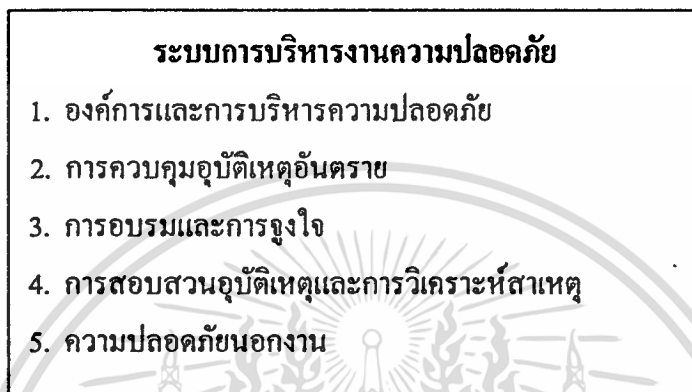 ระบบการบริหารงานความปลอดภัย
1. องค์การและการบริหารความปลอดภัย
2. การควบคุมอุบัติเหตุอันตราย
3. การอบรมและการจูงใจ
4. การสอบสวนอุบัติเหตุและการวิเคราะห์สาเหตุ
5. ความปลอดภัยนอกงาน